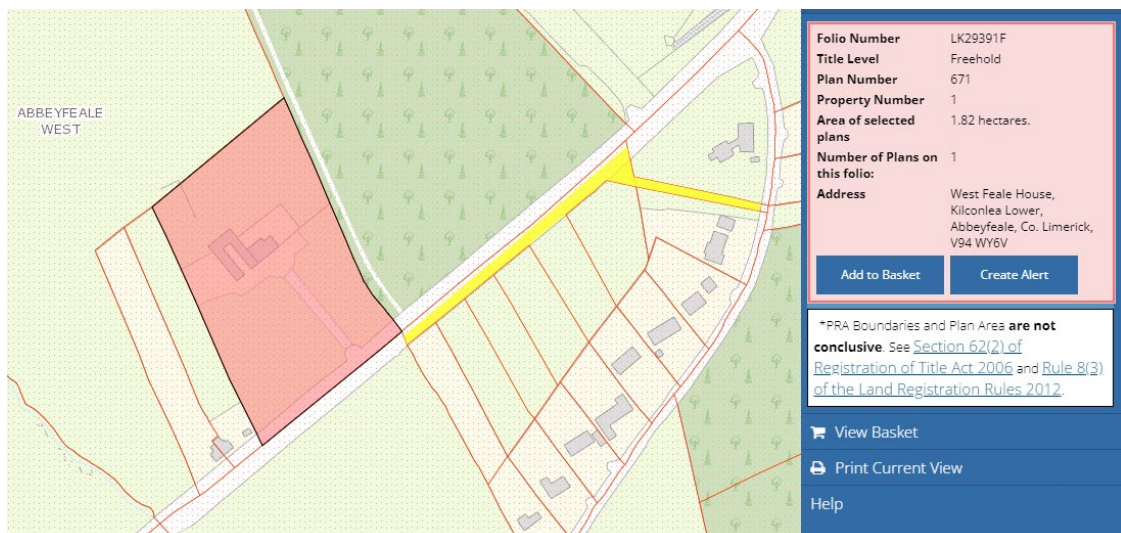 ABBEYFEALE
WEST
Folio Number LK29391F
Title Level Freehold
Plan Number 671
Property Number 1
Area of selected plans 1.82 hectares.
Number of Plans on this folio: 1
Address West Feale House,
Kilconlea Lower,
Abbeyfeale, Co. Limerick,
V94 WY6V
Add to Basket Create Alert
*PRA Boundaries and Plan Area are not
conclusive. See Section 62(2) of
Registration of Title Act 2006 and Rule 8(3)
of the Land Registration Rules 2012.
View Basket
Print Current View
Help